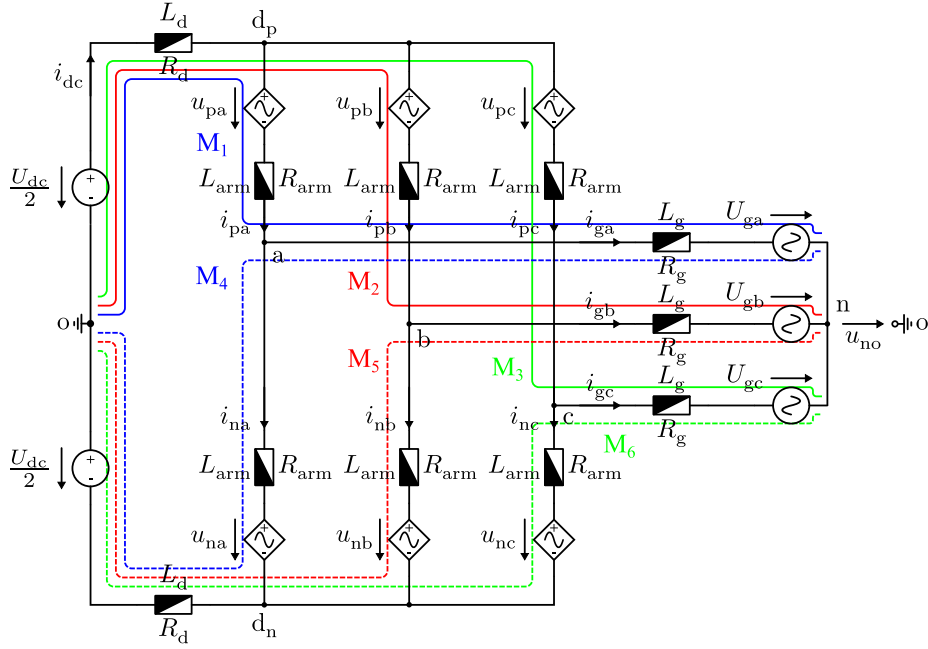 L_d d_p
i_dc R_d
u_pa u_pb u_pc
M_1
U_dc/2 L_arm R_arm L_arm R_arm L_arm R_arm
i_pa i_pb i_pc i_ga L_g U_ga
a R_g
M_4 M_2 i_gb L_g U_gb n
o b R_g u_no o
M_5 M_3 i_gc L_g U_gc
i_na i_nb i_nc c R_g
M_6
U_dc/2 L_arm R_arm L_arm R_arm L_arm R_arm
u_na u_nb u_nc
L_d
R_d d_n